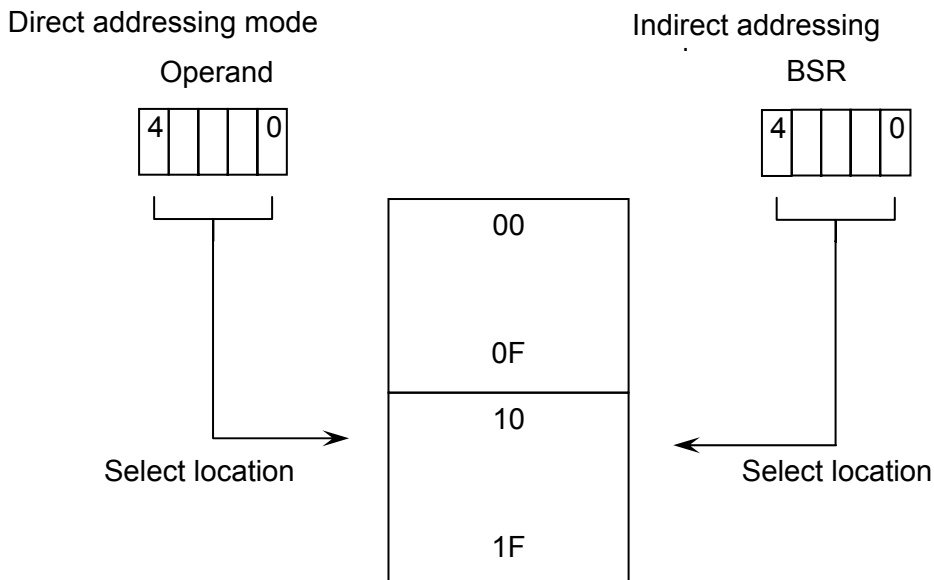 Direct addressing mode
Indirect addressing
Operand
BSR
4 0
4 0
00
0F
10
1F
Select location
Select location